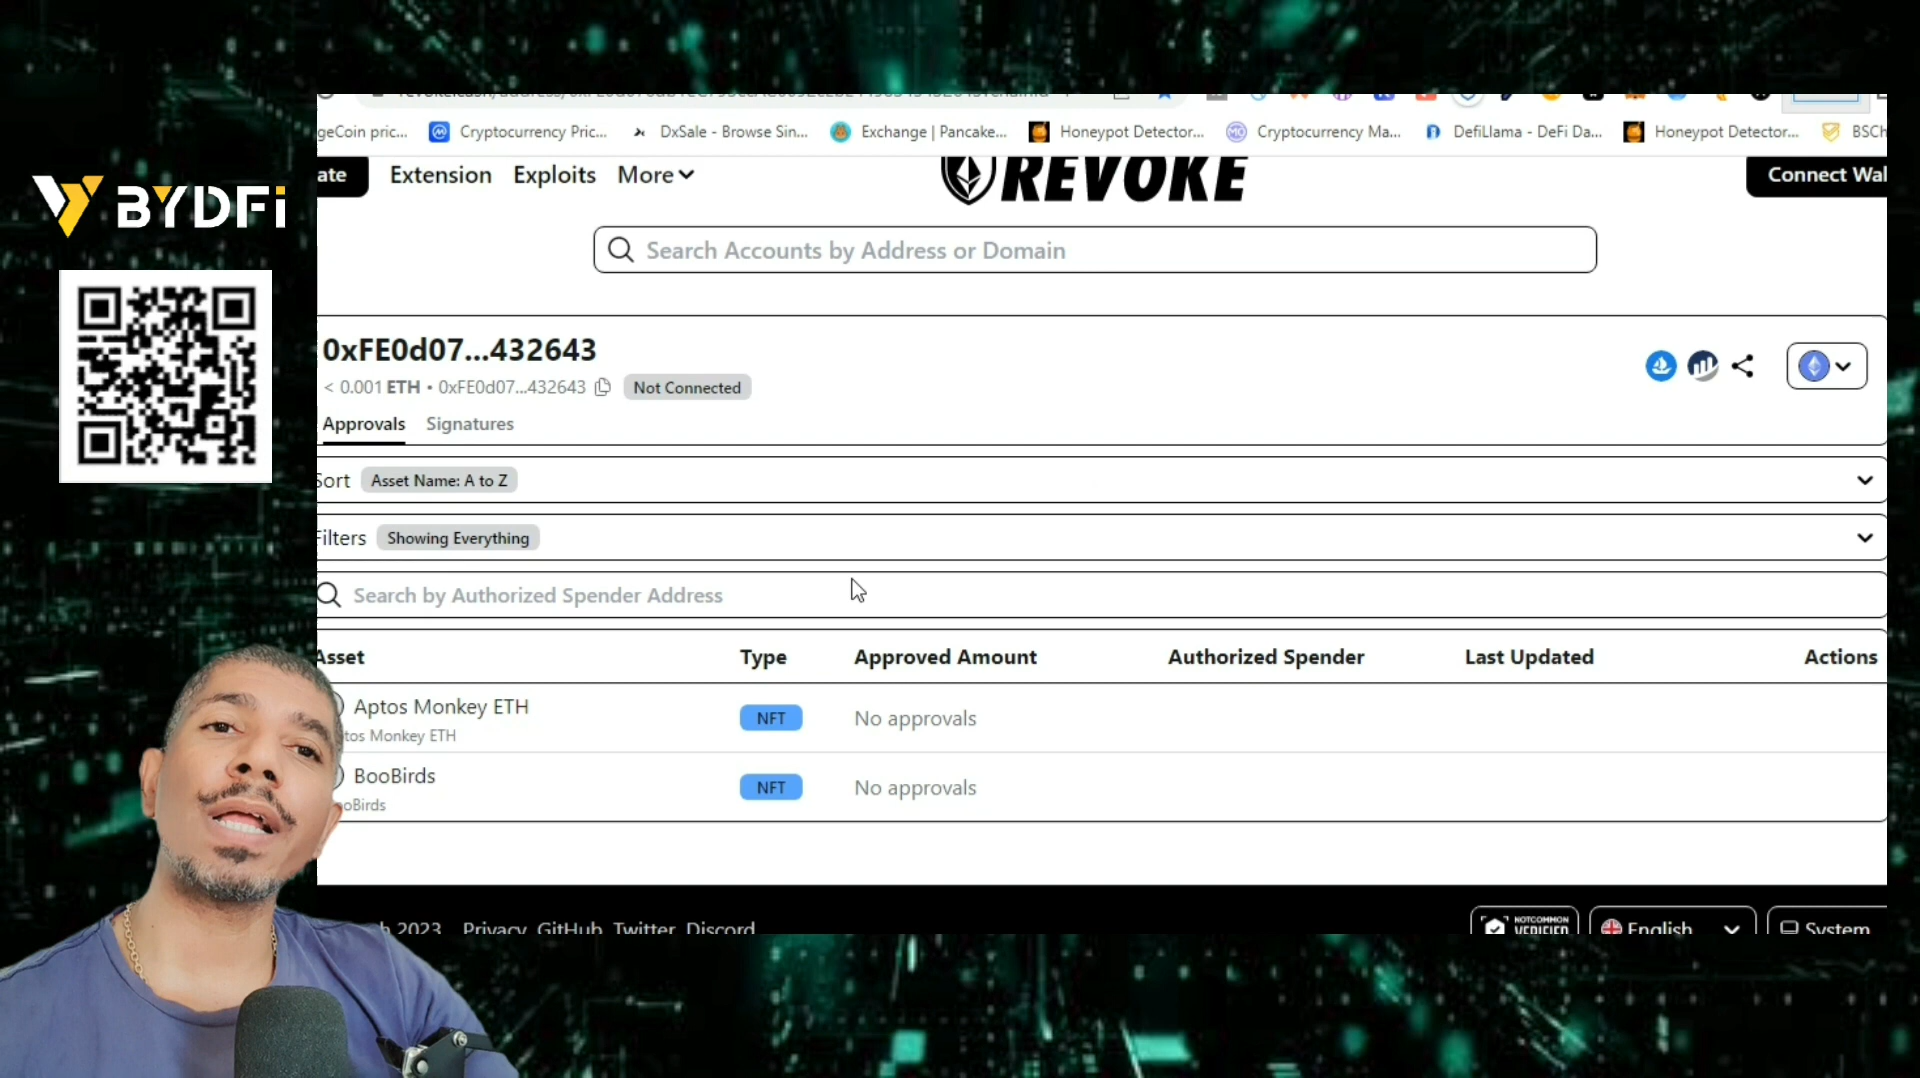 geCoin pric... Cryptocurrency Pric... DxSale - Browse Sin... Exchange | Pancake... Honeypot Detector... Cryptocurrency Ma... DefiLlama - DeFi Da... Honeypot Detector... BSCh
ate Extension Exploits More REVOKE Connect Wal
BYDFi
Search Accounts by Address or Domain
0xFE0d07...432643
< 0.001 ETH • 0xFE0d07...432643 Not Connected
Approvals Signatures
Sort Asset Name: A to Z
Filters Showing Everything
Search by Authorized Spender Address
Asset Type Approved Amount Authorized Spender Last Updated Actions
Aptos Monkey ETH NFT No approvals
tos Monkey ETH
BooBirds NFT No approvals
ooBirds
2023 Privacy GitHub Twitter Discord NOTCOMMON VERIFIED English System